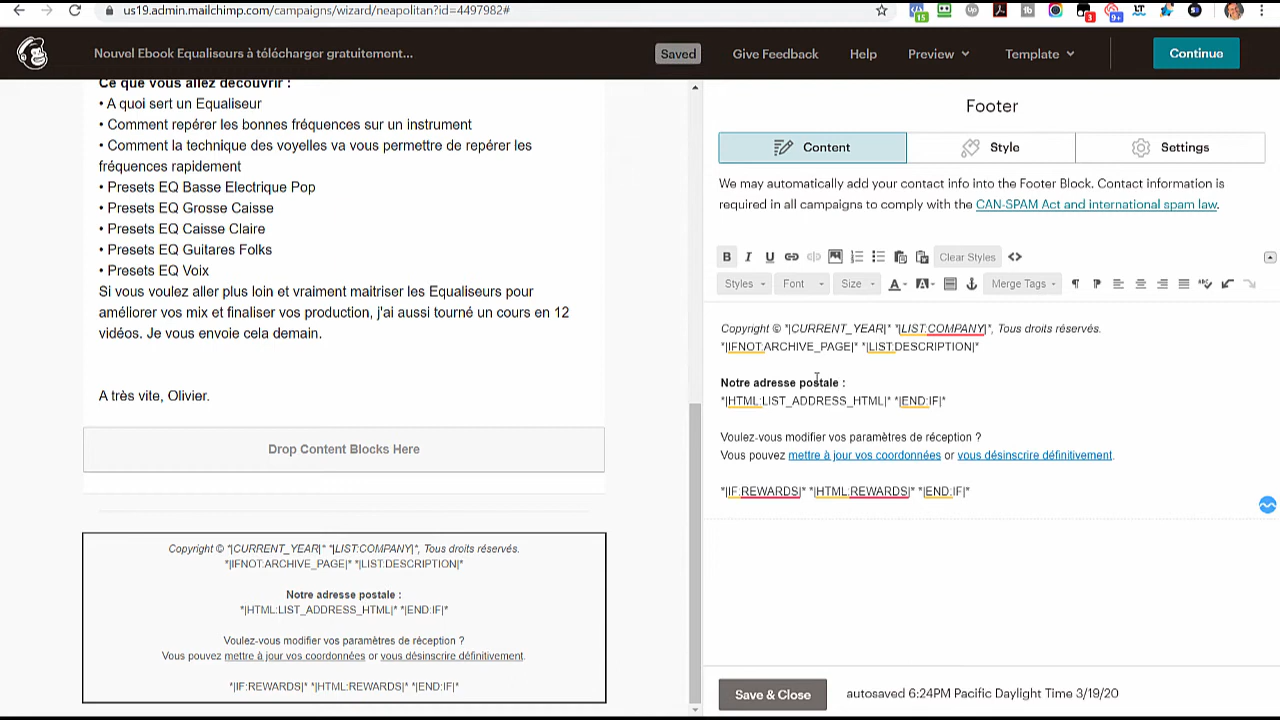 us19.admin.mailchimp.com/campaigns/wizard/neapolitan?id=4497982#
15
3
9+
Nouvel Ebook Equaliseurs à télécharger gratuitement...
Saved
Give Feedback
Help
Preview
Template
Continue
Ce que vous allez découvrir :
• A quoi sert un Equaliseur
• Comment repérer les bonnes fréquences sur un instrument
• Comment la technique des voyelles va vous permettre de repérer les
fréquences rapidement
• Presets EQ Basse Electrique Pop
• Presets EQ Grosse Caisse
• Presets EQ Caisse Claire
• Presets EQ Guitares Folks
• Presets EQ Voix
Si vous voulez aller plus loin et vraiment maitriser les Equaliseurs pour
améliorer vos mix et finaliser vos production, j'ai aussi tourné un cours en 12
vidéos. Je vous envoie cela demain.
A très vite, Olivier.
Drop Content Blocks Here
Copyright © *|CURRENT_YEAR|* *|LIST:COMPANY|*, Tous droits réservés.
*|IFNOT:ARCHIVE_PAGE|* *|LIST:DESCRIPTION|*
Notre adresse postale :
*|HTML:LIST_ADDRESS_HTML|* *|END:IF|*
Voulez-vous modifier vos paramètres de réception ?
Vous pouvez mettre à jour vos coordonnées or vous désinscrire définitivement.
*|IF:REWARDS|* *|HTML:REWARDS|* *|END:IF|*
Footer
Content
Style
Settings
We may automatically add your contact info into the Footer Block. Contact information is
required in all campaigns to comply with the CAN-SPAM Act and international spam law.
B I U Clear Styles <>
Styles
Font
Size
A
A
Merge Tags
Copyright © *|CURRENT_YEAR|* *|LIST:COMPANY|*, Tous droits réservés.
*|IFNOT:ARCHIVE_PAGE|* *|LIST:DESCRIPTION|*
Notre adresse postale :
*|HTML:LIST_ADDRESS_HTML|* *|END:IF|*
Voulez-vous modifier vos paramètres de réception ?
Vous pouvez mettre à jour vos coordonnées or vous désinscrire définitivement.
*|IF:REWARDS|* *|HTML:REWARDS|* *|END:IF|*
Save & Close
autosaved 6:24PM Pacific Daylight Time 3/19/20